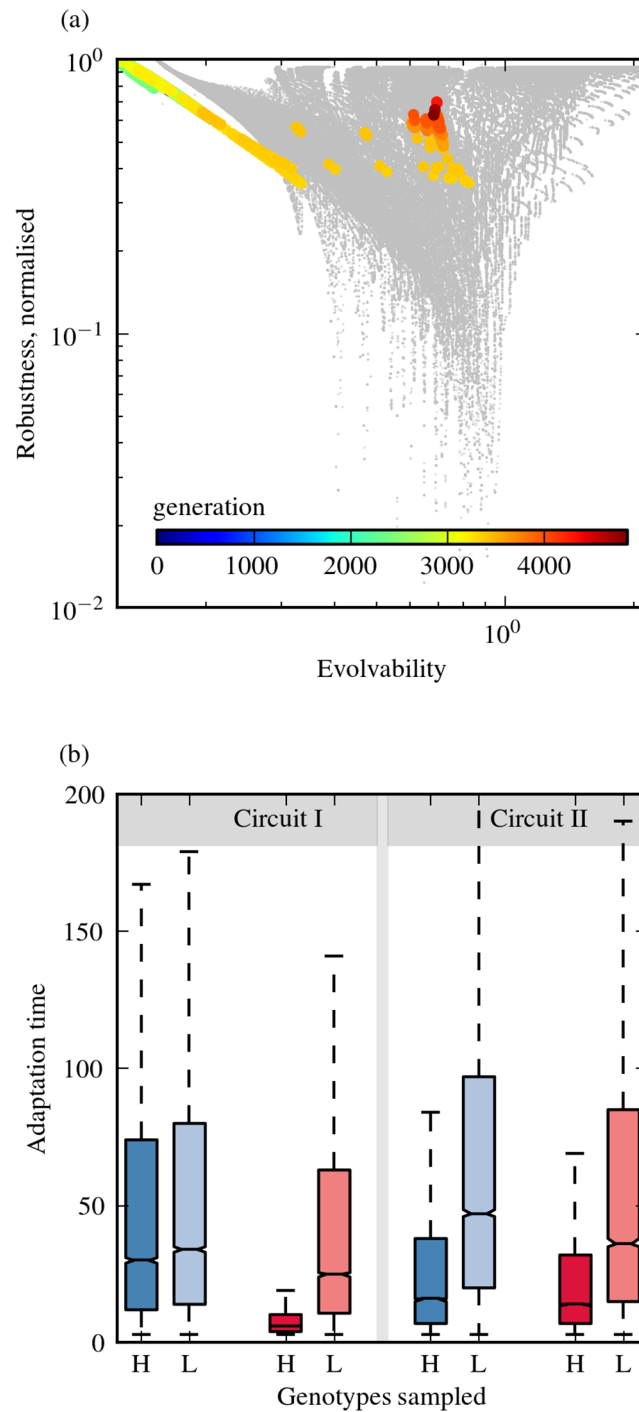 (a)
10^0
Robustness, normalised
10^−1
generation
0 1000 2000 3000 4000
10^−2
10^0
Evolvability
(b)
200
Circuit I Circuit II
150
Adaptation time
100
50
0
H L H L H L H L
Genotypes sampled